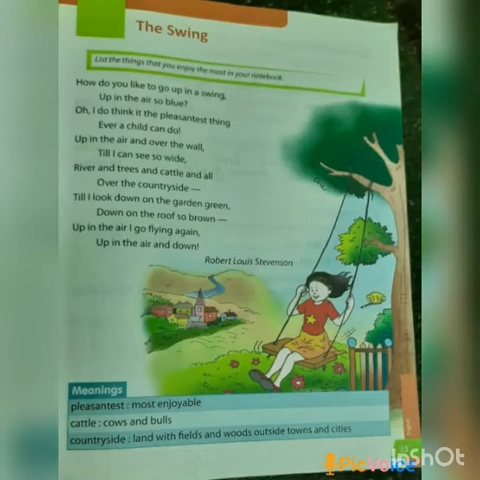 The Swing
List the things that you enjoy the most in your notebook.
How do you like to go up in a swing,
Up in the air so blue?
Oh, I do think it the pleasantest thing
Ever a child can do!
Up in the air and over the wall,
Till I can see so wide,
River and trees and cattle and all
Over the countryside —
Till I look down on the garden green,
Down on the roof so brown —
Up in the air I go flying again,
Up in the air and down!
Robert Louis Stevenson
Meanings
pleasantest : most enjoyable
cattle : cows and bulls
countryside : land with fields and woods outside towns and cities
PicVoice
InShOt